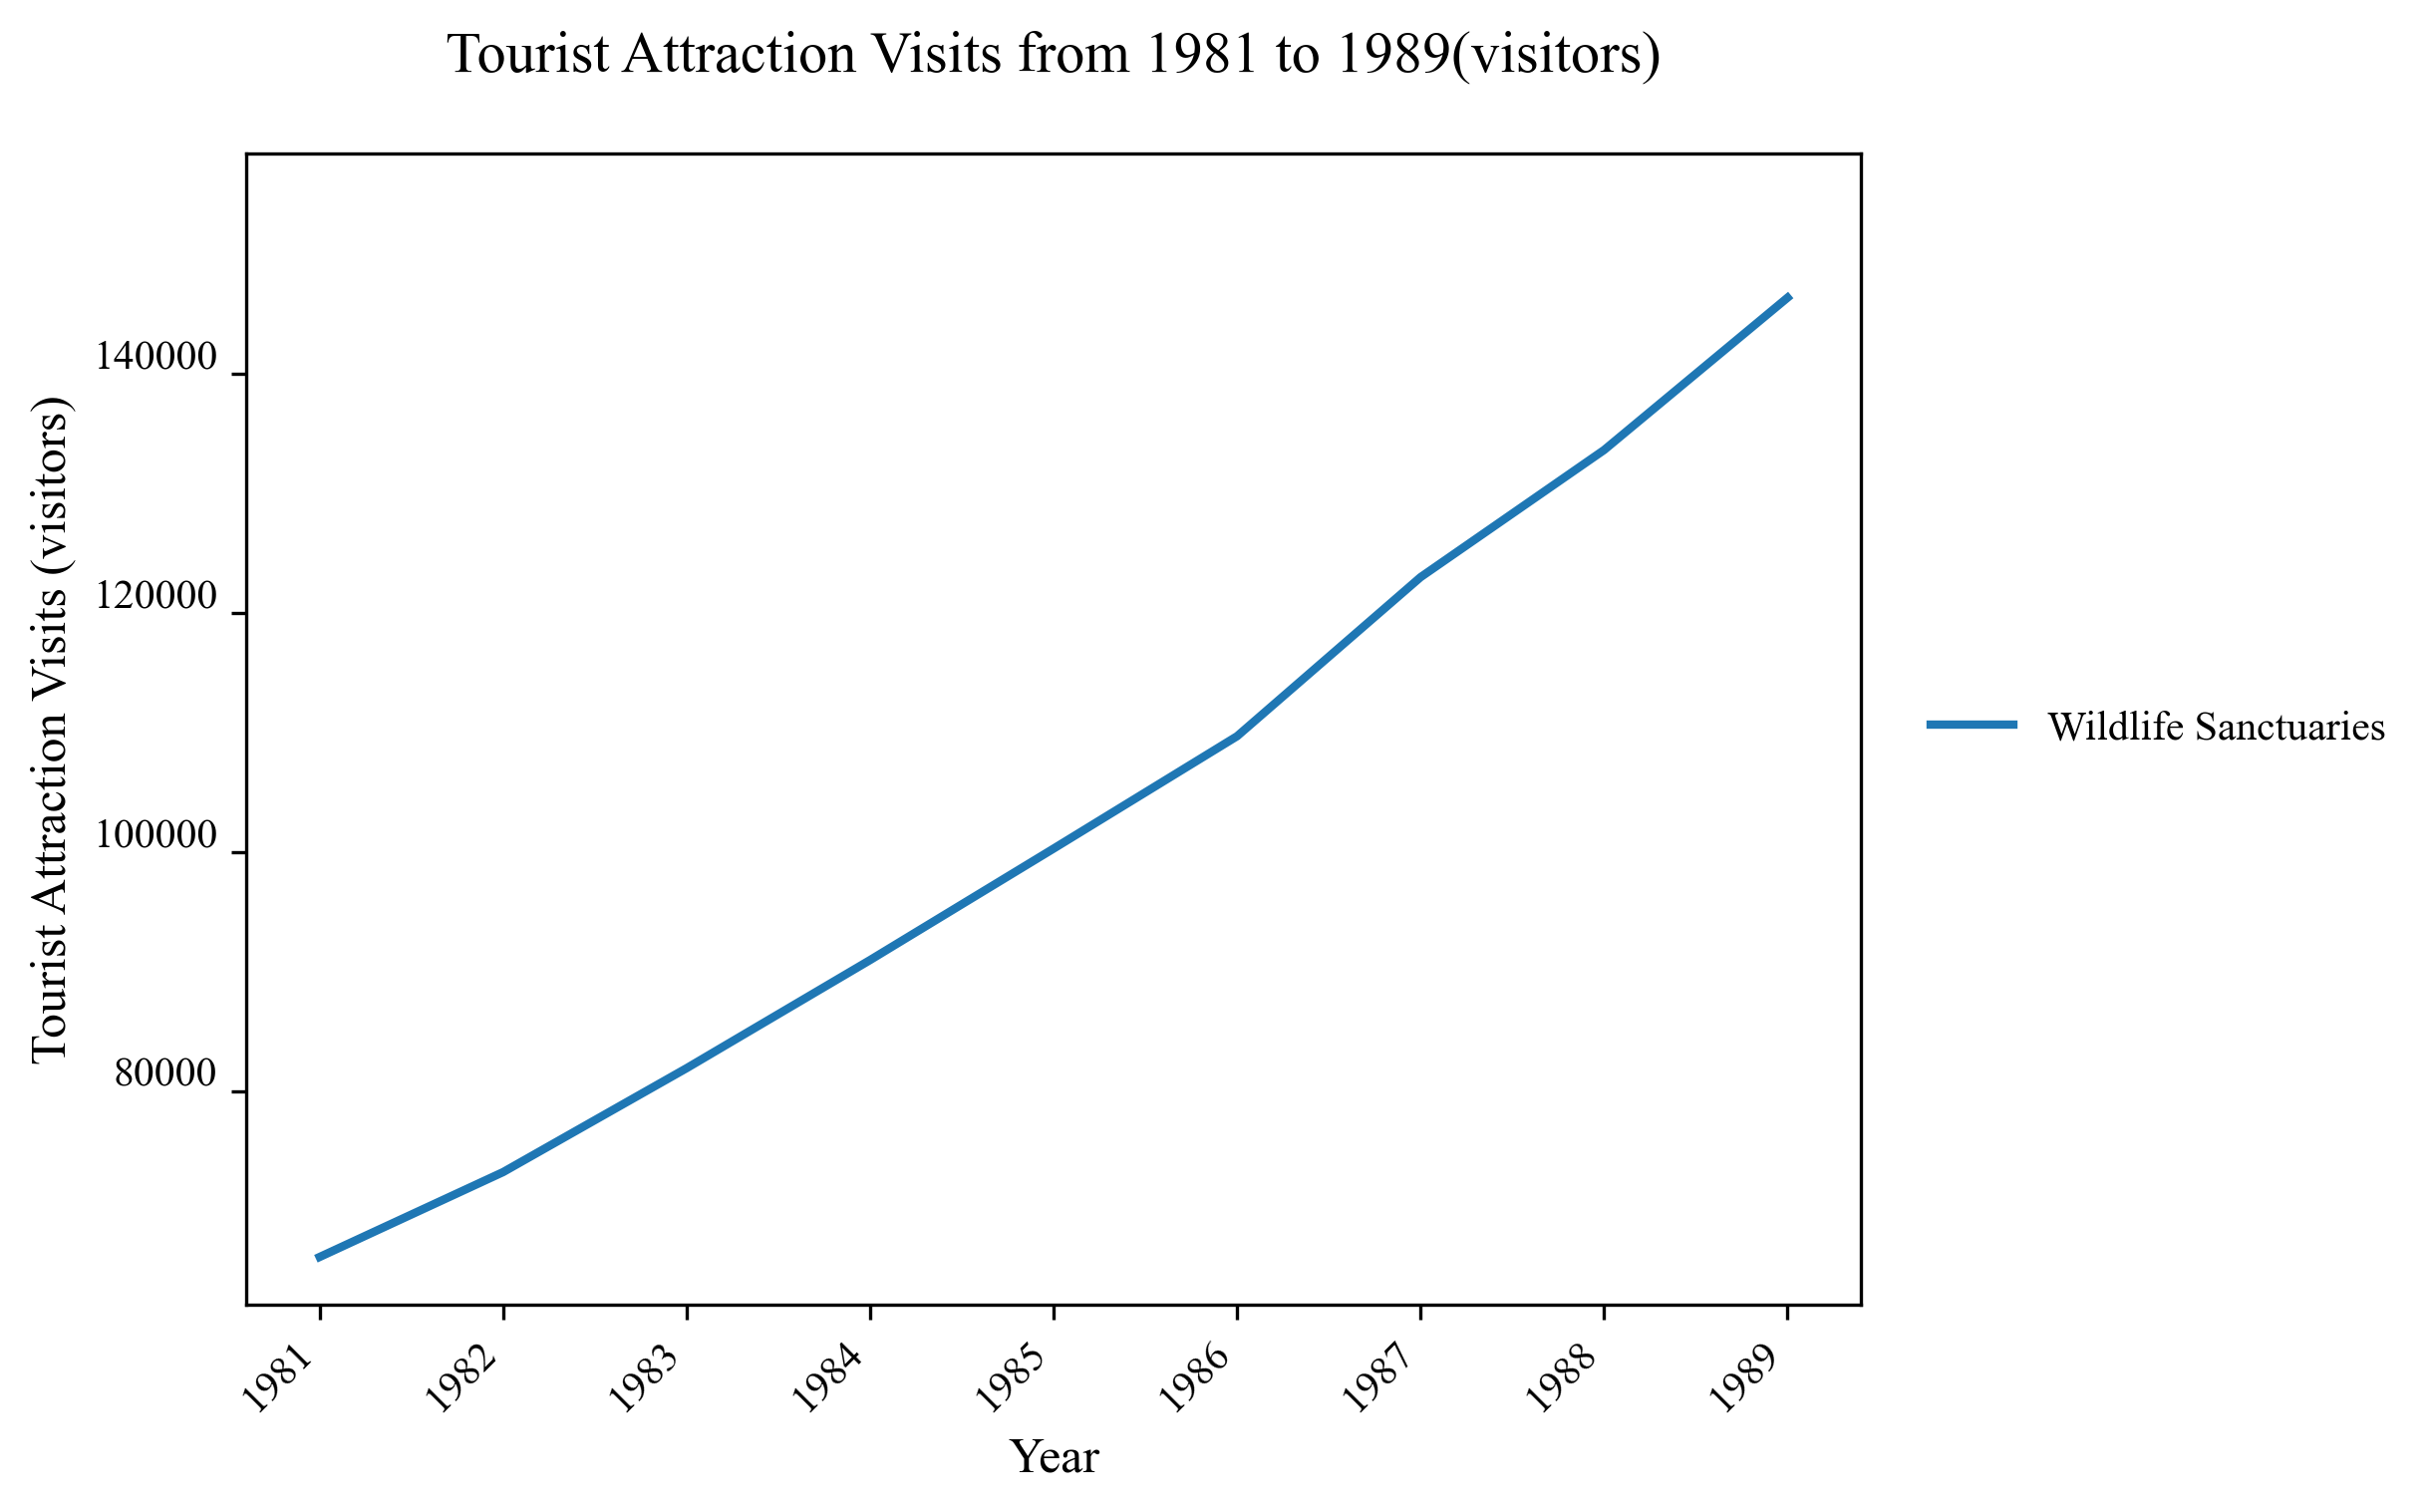 Tourist Attraction Visits from 1981 to 1989(visitors)
Tourist Attraction Visits (visitors)
140000
120000
100000
80000
Wildlife Sanctuaries
1981 1982 1983 1984 1985 1986 1987 1988 1989
Year